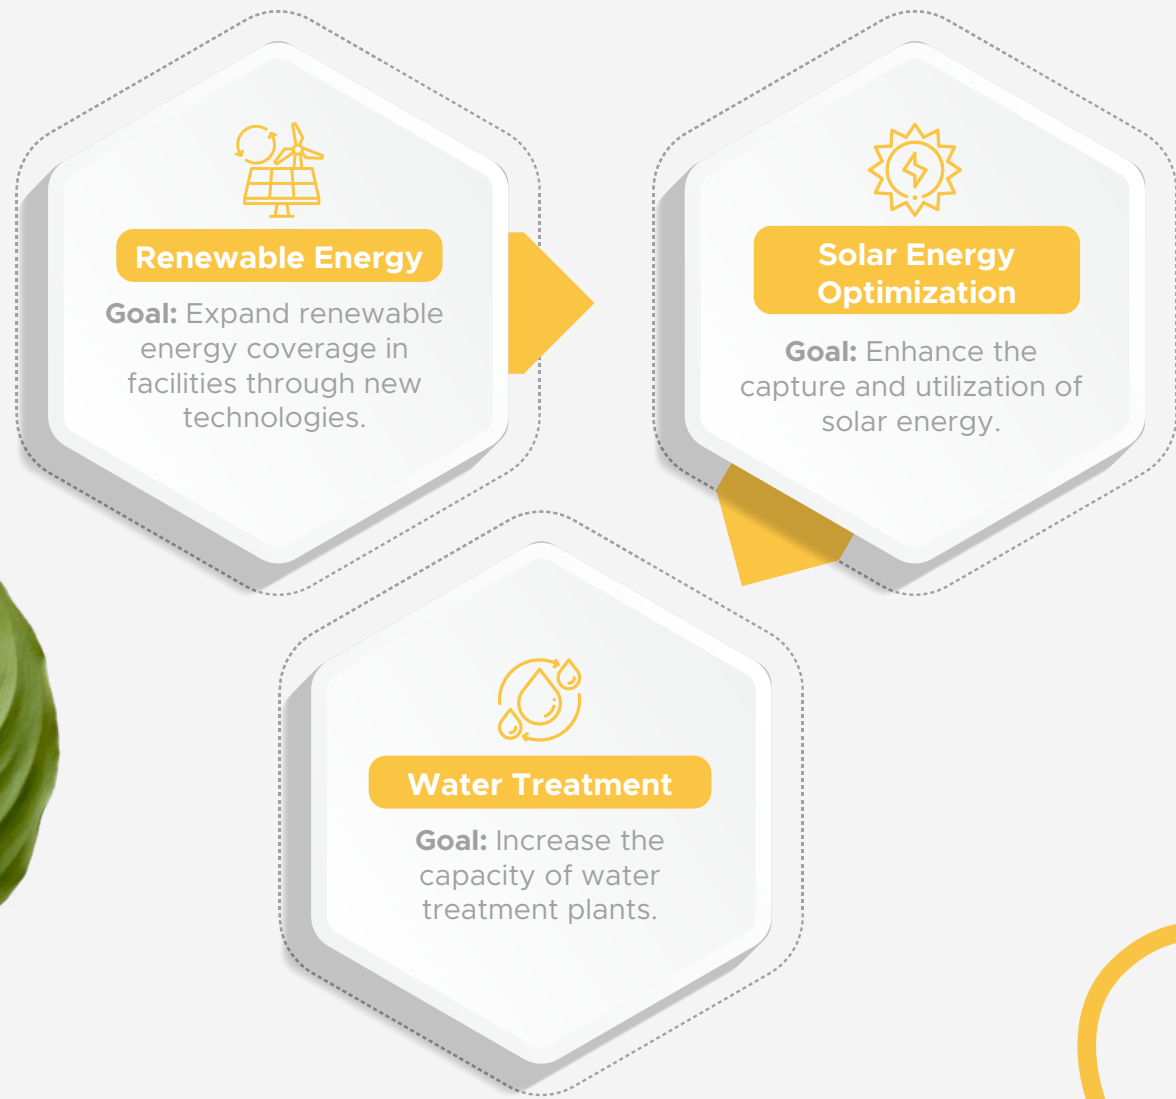 Renewable Energy
Goal: Expand renewable
energy coverage in
facilities through new
technologies.
Solar Energy
Optimization
Goal: Enhance the
capture and utilization of
solar energy.
Water Treatment
Goal: Increase the
capacity of water
treatment plants.